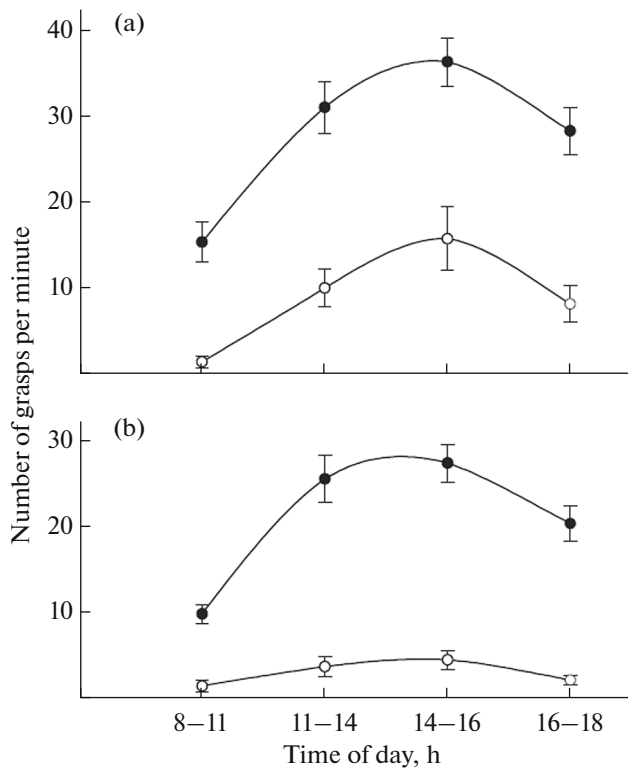 (a)
40
30
20
10
Number of grasps per minute
(b)
30
20
10
8–11 11–14 14–16 16–18
Time of day, h